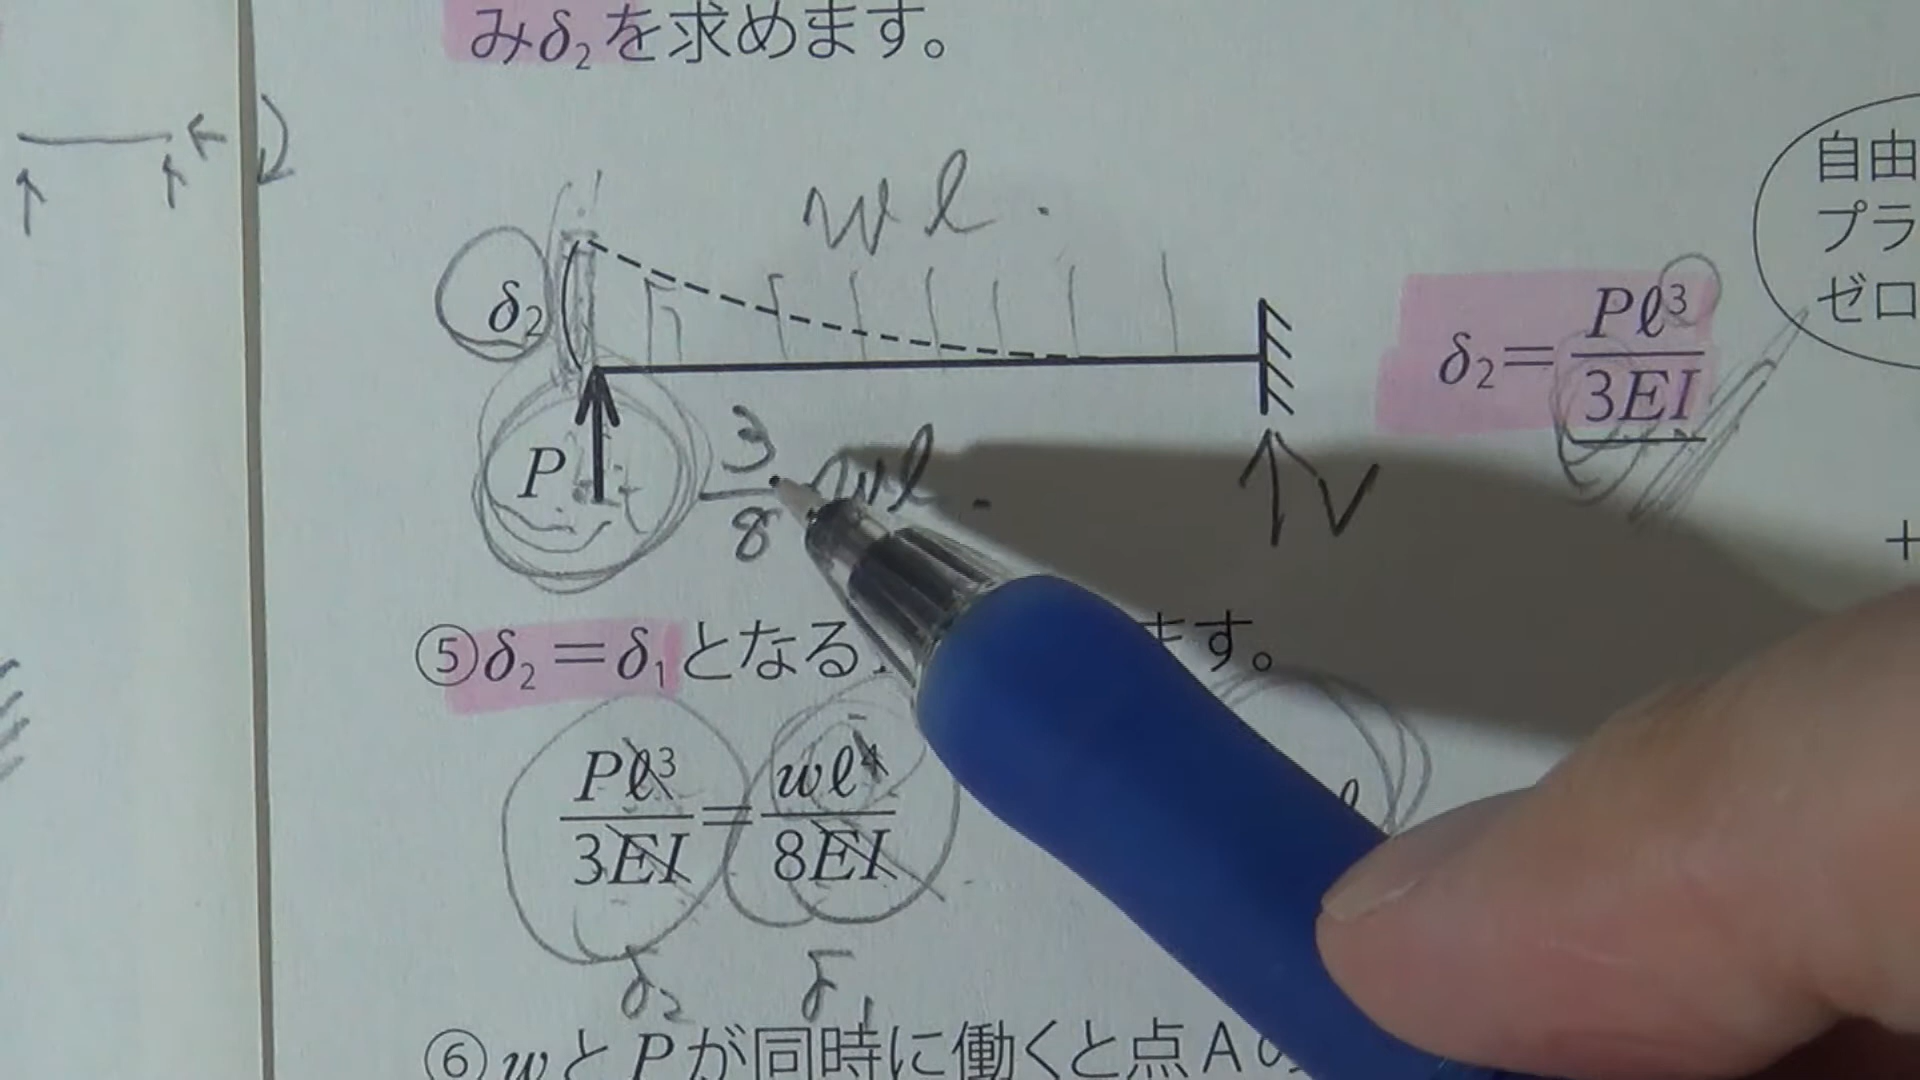 みδ₂を求めます。
wl.
自由
プラ
ゼロ
δ₂
δ₂=Pℓ³/3EI
P
3/8 wl.
V
+
⑤δ₂=δ₁となる
ます。
Pℓ³/3EI=wℓ⁴/8EI
ℓ
δ₂ δ₁
⑥wとPが同時に働くと点Aの